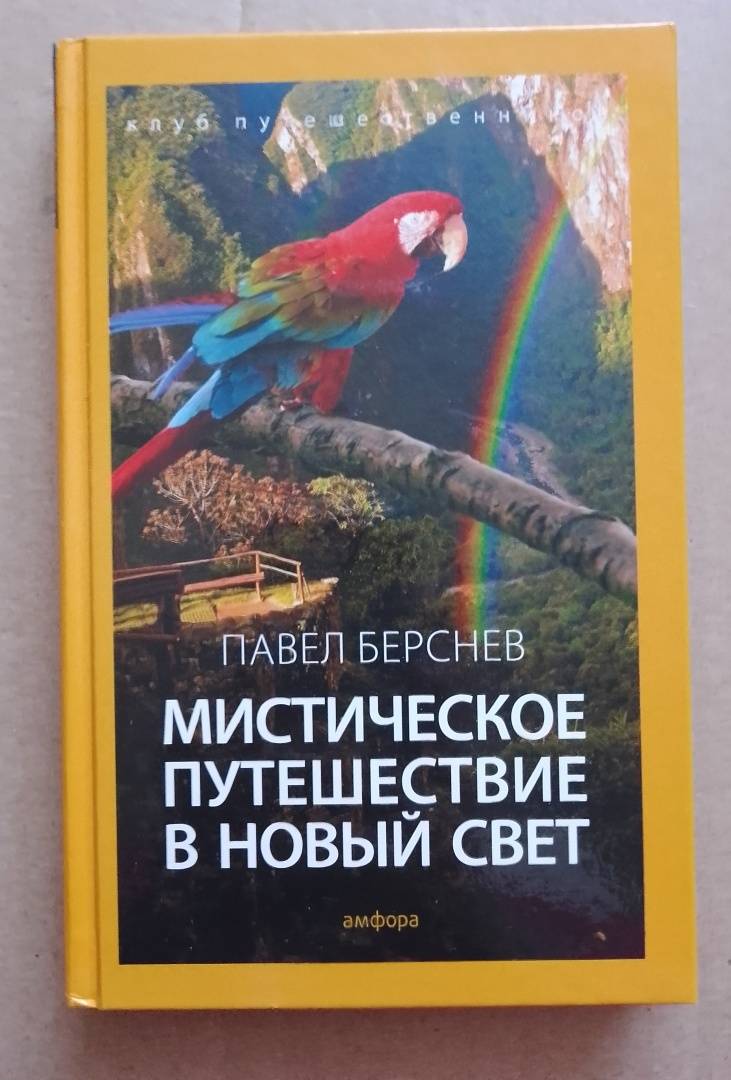 клуб путешественников
ПАВЕЛ БЕРСНЕВ
МИСТИЧЕСКОЕ
ПУТЕШЕСТВИЕ
В НОВЫЙ СВЕТ
амфора